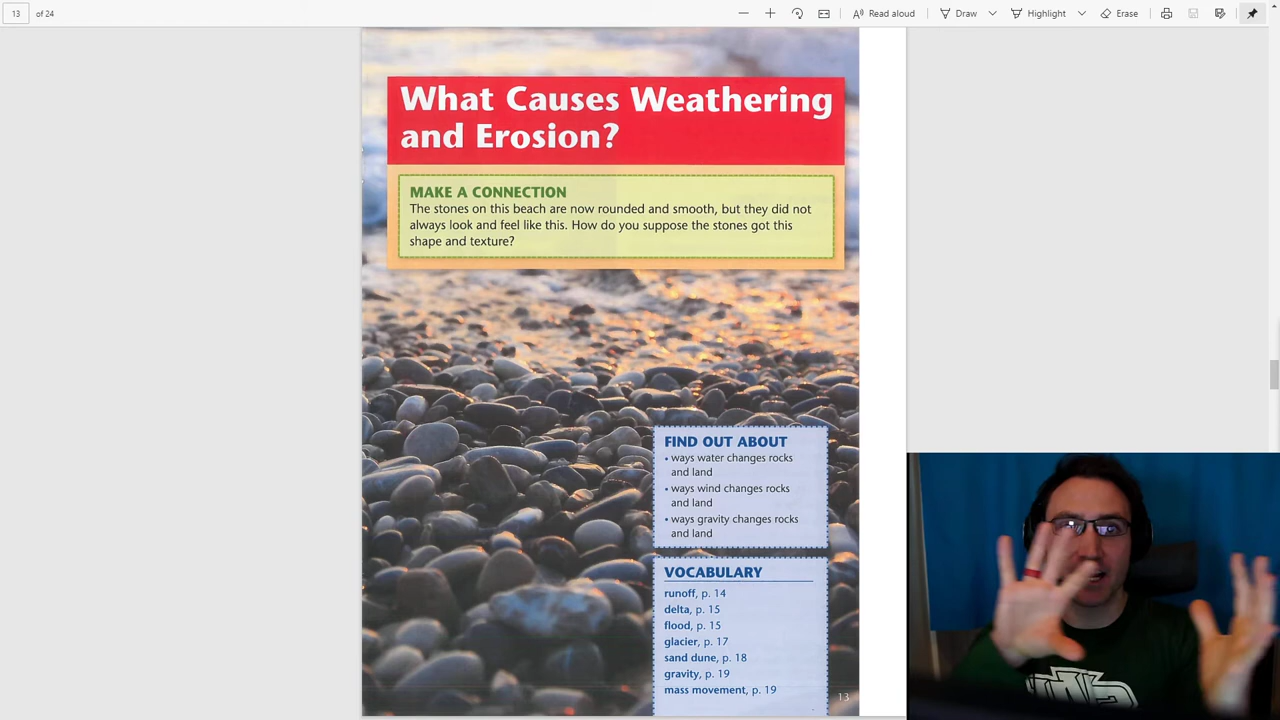 13 of 24
Read aloud
Draw
Highlight
Erase
What Causes Weathering
and Erosion?
MAKE A CONNECTION
The stones on this beach are now rounded and smooth, but they did not
always look and feel like this. How do you suppose the stones got this
shape and texture?
FIND OUT ABOUT
• ways water changes rocks
and land
• ways wind changes rocks
and land
• ways gravity changes rocks
and land
VOCABULARY
runoff, p. 14
delta, p. 15
flood, p. 15
glacier, p. 17
sand dune, p. 18
gravity, p. 19
mass movement, p. 19
13